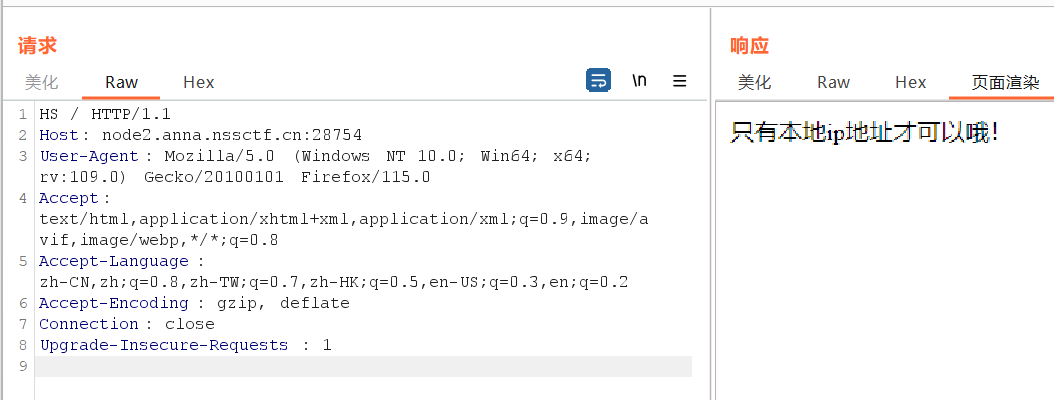 请求
美化 Raw Hex \n
1 HS / HTTP/1.1
2 Host: node2.anna.nssctf.cn:28754
3 User-Agent: Mozilla/5.0 (Windows NT 10.0; Win64; x64;
rv:109.0) Gecko/20100101 Firefox/115.0
4 Accept:
text/html,application/xhtml+xml,application/xml;q=0.9,image/a
vif,image/webp,*/*;q=0.8
5 Accept-Language:
zh-CN,zh;q=0.8,zh-TW;q=0.7,zh-HK;q=0.5,en-US;q=0.3,en;q=0.2
6 Accept-Encoding: gzip, deflate
7 Connection: close
8 Upgrade-Insecure-Requests: 1
9
响应
美化 Raw Hex 页面渲染
只有本地ip地址才可以哦!